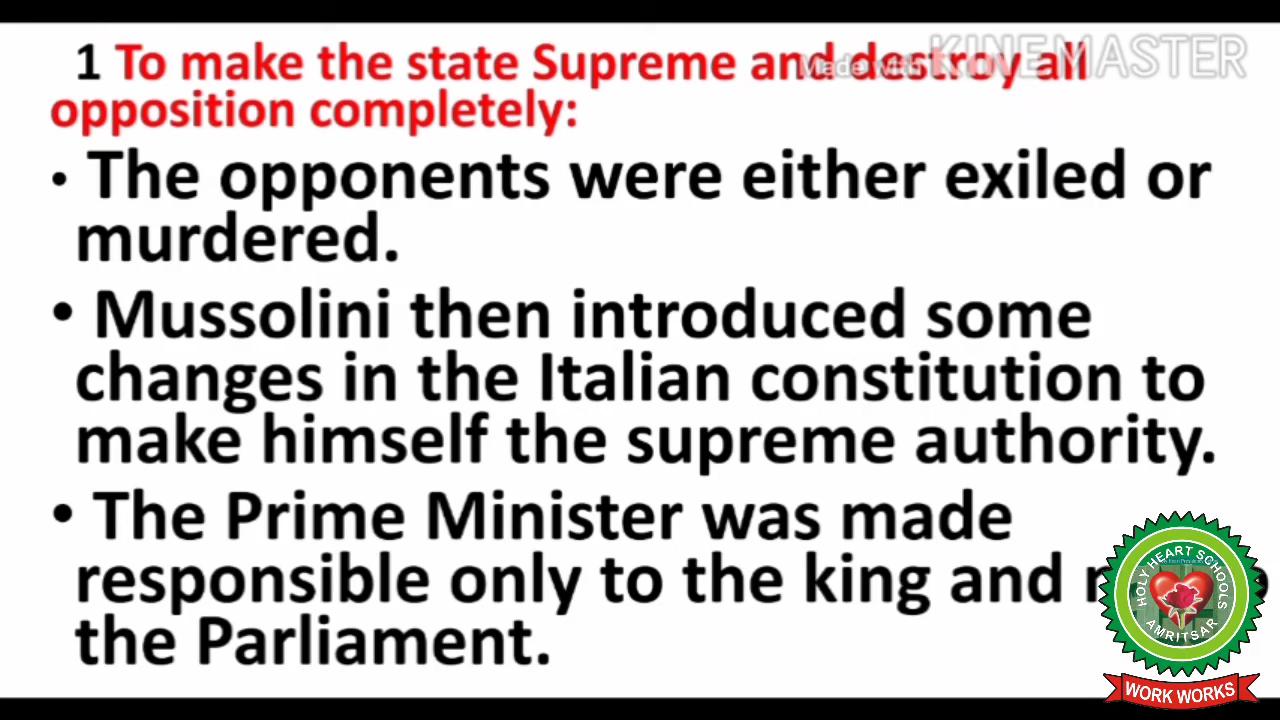 1 To make the state Supreme and destroy all
Made with KINEMASTER
opposition completely:
• The opponents were either exiled or
murdered.
• Mussolini then introduced some
changes in the Italian constitution to
make himself the supreme authority.
• The Prime Minister was made
responsible only to the king and
the Parliament.
HOLY HEART SCHOOLS
AMRITSAR
WORK WORKS